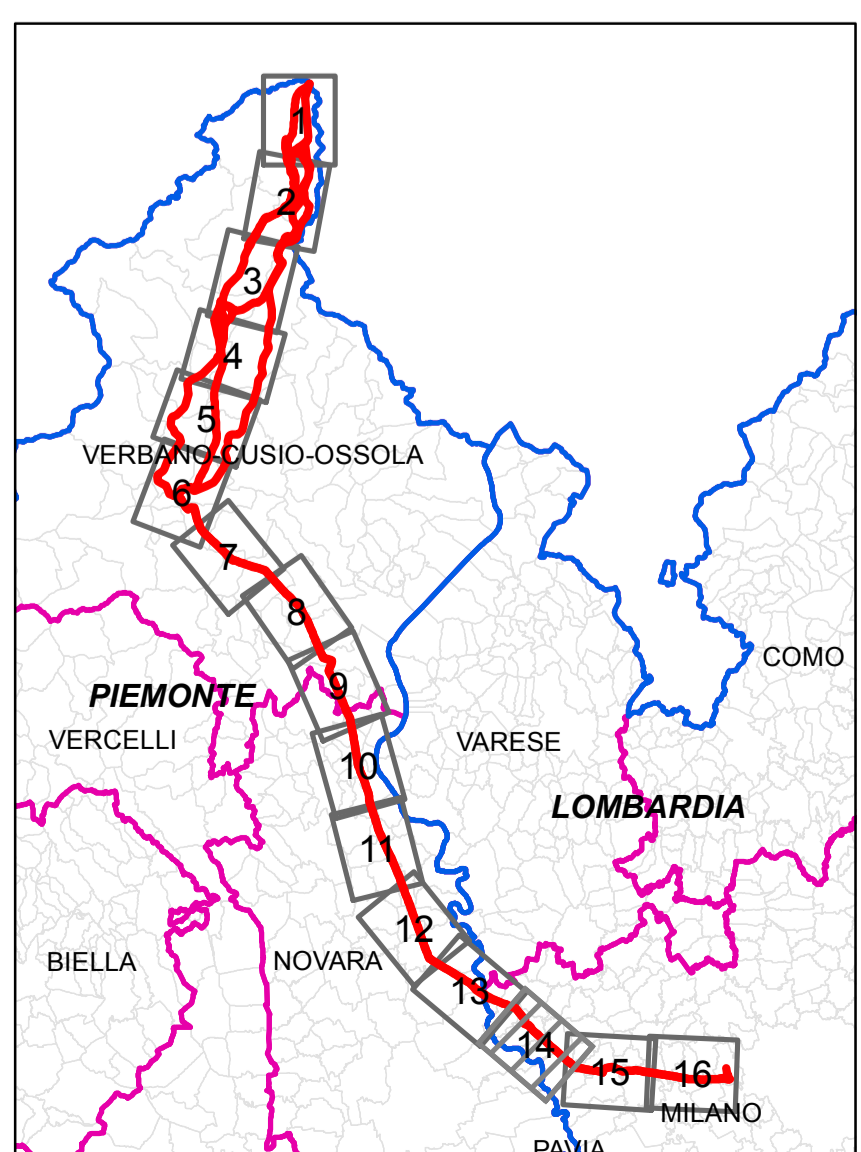 1
2
3
4
5
VERBANO-CUSIO-OSSOLA
6
7
8
COMO
9
PIEMONTE
VERCELLI
VARESE
10
LOMBARDIA
11
12
BIELLA
NOVARA
13
14
15
16
MILANO
PAVIA